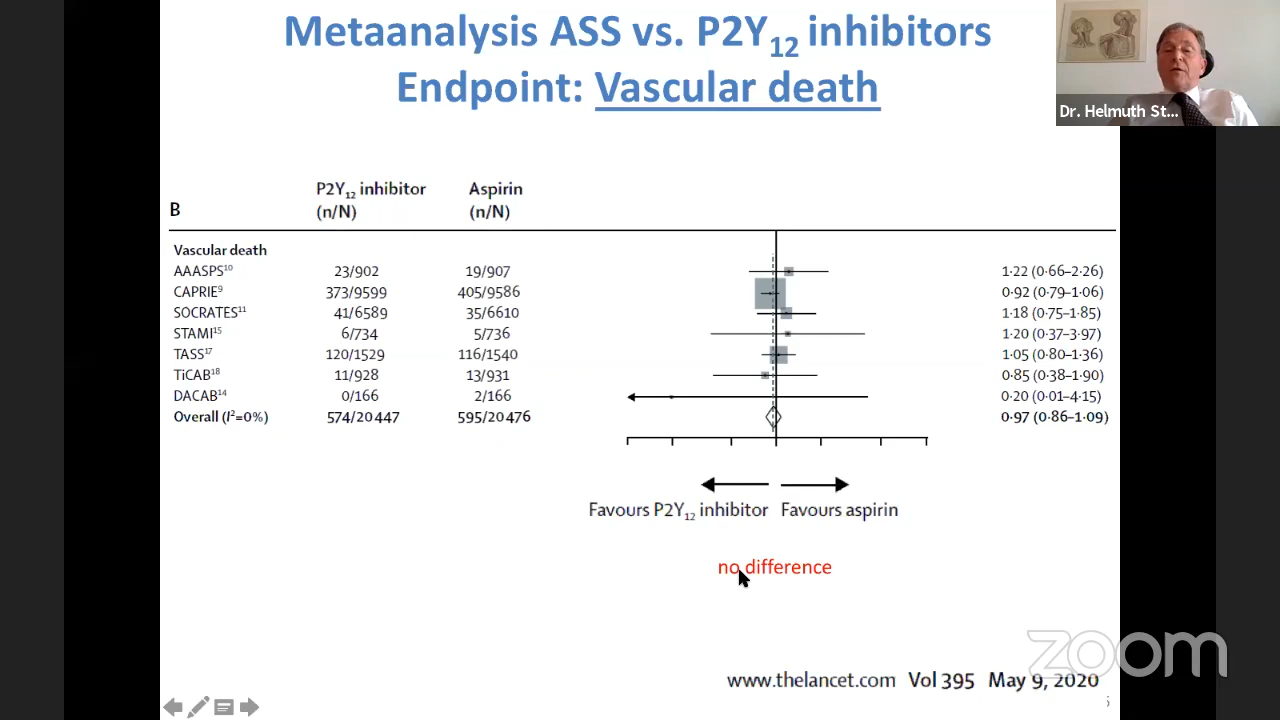 Metaanalysis ASS vs. P2Y12 inhibitors
Endpoint: Vascular death
Dr. Helmuth St...
P2Y12 inhibitor Aspirin
B (n/N) (n/N)
Vascular death
AAASPS10 23/902 19/907 1·22 (0·66–2·26)
CAPRIE9 373/9599 405/9586 0·92 (0·79–1·06)
SOCRATES11 41/6589 35/6610 1·18 (0·75–1·85)
STAMI15 6/734 5/736 1·20 (0·37–3·97)
TASS17 120/1529 116/1540 1·05 (0·80–1·36)
TiCAB18 11/928 13/931 0·85 (0·38–1·90)
DACAB14 0/166 2/166 0·20 (0·01–4·15)
Overall (I2=0%) 574/20 447 595/20 476 0·97 (0·86–1·09)
Favours P2Y12 inhibitor Favours aspirin
no difference
zoom
www.thelancet.com Vol 395 May 9, 2020